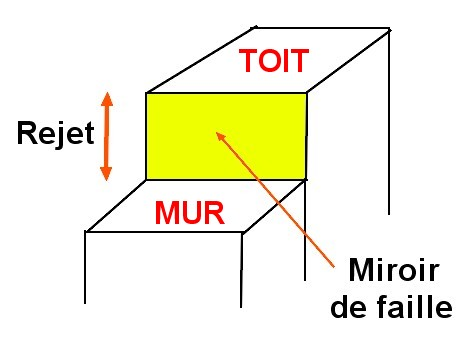 TOIT
Rejet
MUR
Miroir
de faille